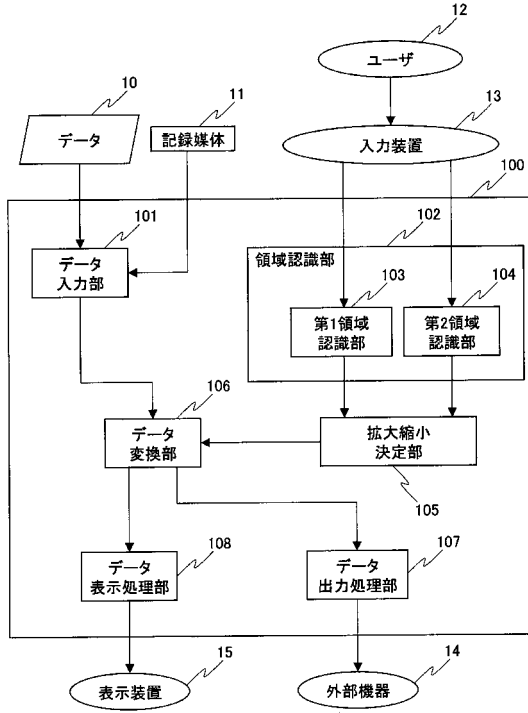 12
ユーザ
10
データ
11
記録媒体
13
入力装置
100
101
データ
入力部
102
領域認識部
103
第1領域
認識部
104
第2領域
認識部
106
データ
変換部
拡大縮小
決定部
105
108
データ
表示処理部
107
データ
出力処理部
15
表示装置
14
外部機器